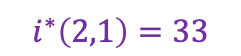 i*(2,1) = 33